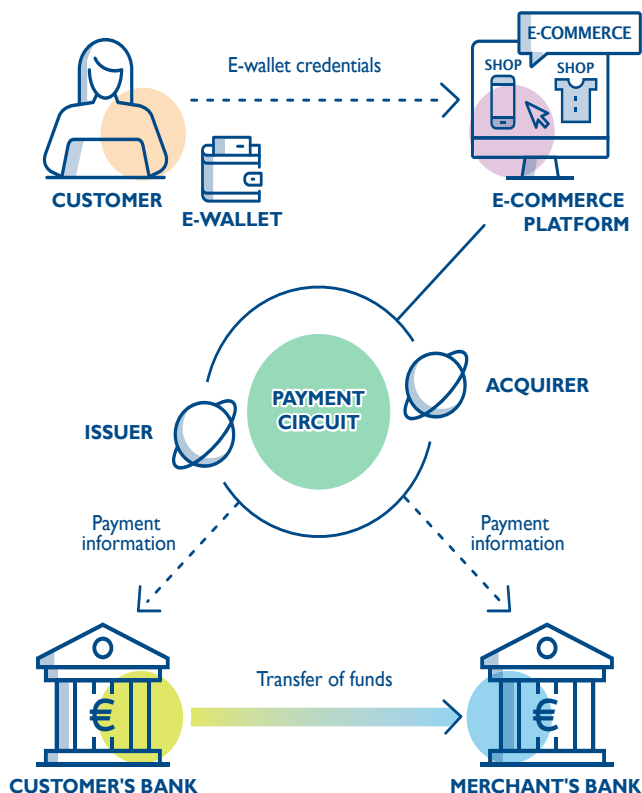 E-COMMERCE
SHOP
SHOP
E-wallet credentials
CUSTOMER
E-WALLET
E-COMMERCE
PLATFORM
PAYMENT
CIRCUIT
ACQUIRER
ISSUER
Payment
information
Payment
information
€
Transfer of funds
€
CUSTOMER'S BANK
MERCHANT'S BANK